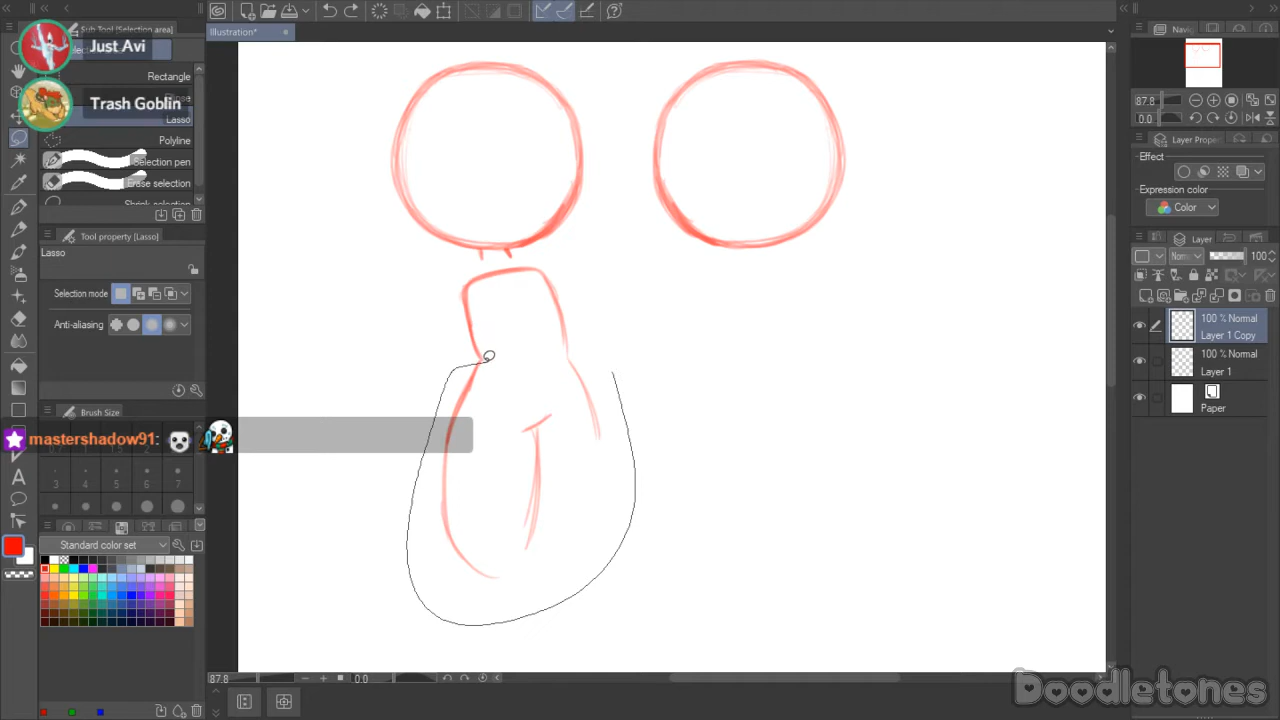 Sub Tool [Selection area]
Just Avi
Rectangle
Trash Goblin
Lasso
Polyline
Selection pen
Erase selection
Tool property [Lasso]
Lasso
Selection mode
Anti-aliasing
Brush Size
mastershadow91:
3 4 5 6 7
Standard color set
Illustration*
87.8
0.0
87.8
0.0
Layer Prope
Effect
Expression color
Color
Layer
Norm
100
100 % Normal
Layer 1 Copy
100 % Normal
Layer 1
Paper
Doodletones